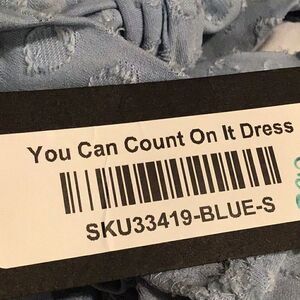 You Can Count On It Dress
SKU33419-BLUE-S